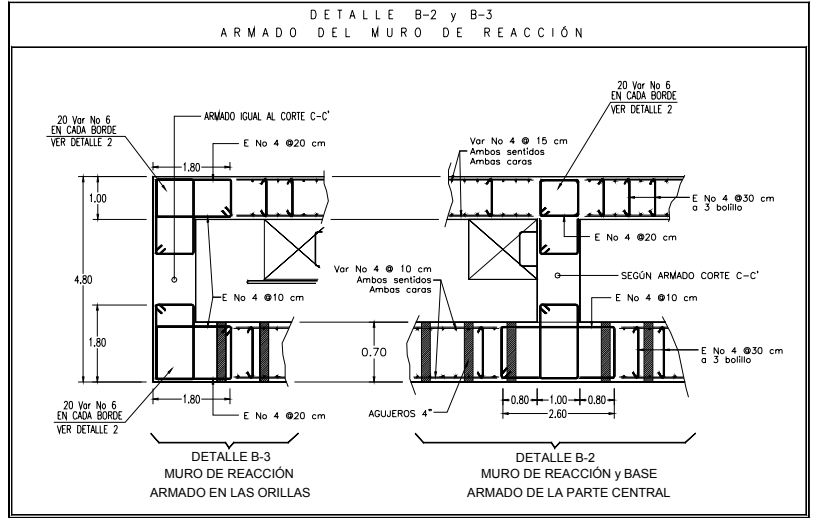 DETALLE B-2 y B-3
ARMADO DEL MURO DE REACCIÓN
20 Var No 6
EN CADA BORDE
VER DETALLE 2
ARMADO IGUAL AL CORTE C-C'
E No 4 @20 cm
1.80
1.00
4.80
1.80
E No 4 @10 cm
20 Var No 6
EN CADA BORDE
VER DETALLE 2
1.80
E No 4 @20 cm
DETALLE B-3
MURO DE REACCIÓN
ARMADO EN LAS ORILLAS
20 Var No 6
EN CADA BORDE
VER DETALLE 2
Var No 4 @ 15 cm
Ambos sentidos
Ambas caras
E No 4 @30 cm
a 3 bolillo
E No 4 @20 cm
Var No 4 @ 10 cm
Ambos sentidos
Ambas caras
SEGÚN ARMADO CORTE C-C'
E No 4 @10 cm
0.70
E No 4 @30 cm
a 3 bolillo
AGUJEROS 4"
0.80 1.00 0.80
2.60
DETALLE B-2
MURO DE REACCIÓN y BASE
ARMADO DE LA PARTE CENTRAL